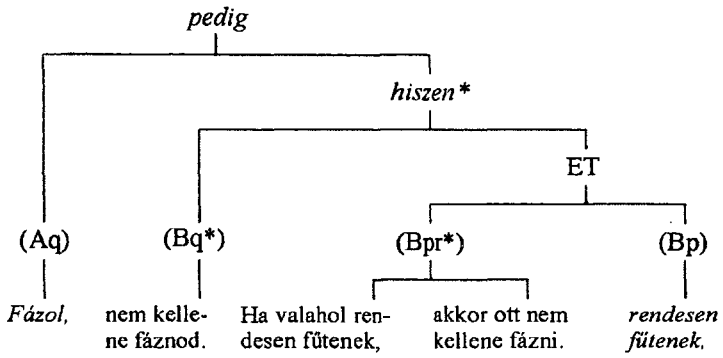 pedig
hiszen*
ET
(Aq)
(Bq*)
(Bpr*)
(Bp)
Fázol,
nem kelle-
ne fáznod.
Ha valahol ren-
desen fűtenek,
akkor ott nem
kellene fázni.
rendesen
fűtenek,